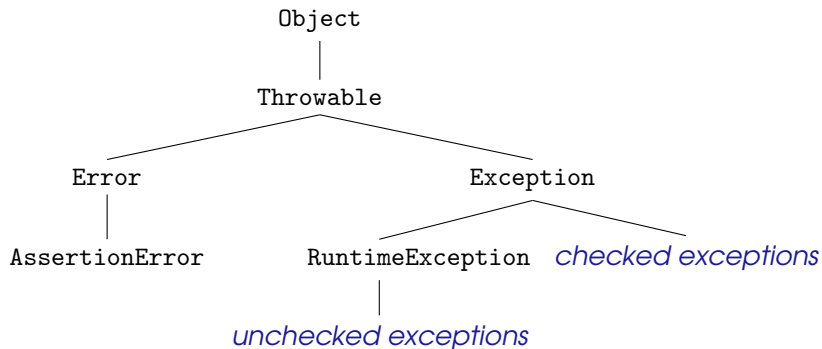 Object
Throwable
Error Exception
AssertionError RuntimeException checked exceptions
unchecked exceptions